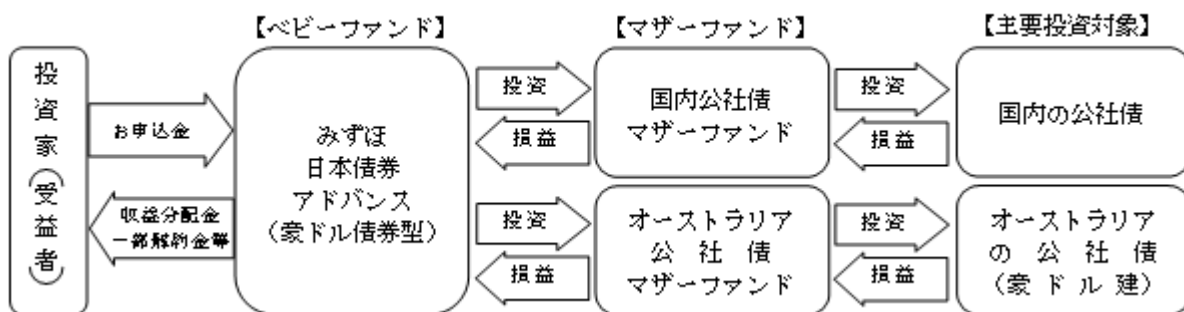 【ベビーファンド】
【マザーファンド】
【主要投資対象】
投資家(受益者)
お申込金
収益分配金
一部解約金等
みずほ
日本債券
アドバンス
(豪ドル債券型)
投資
損益
国内公社債
マザーファンド
投資
損益
国内の公社債
投資
損益
オーストラリア
公社債
マザーファンド
投資
損益
オーストラリア
の公社債
(豪ドル建)